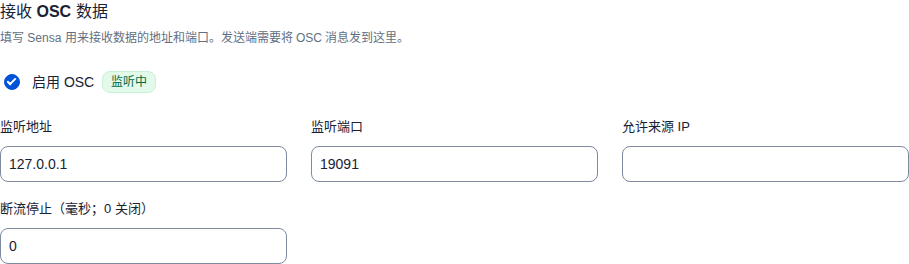 接收 OSC 数据
填写 Sensa 用来接收数据的地址和端口。发送端需要将 OSC 消息发到这里。
启用 OSC 监听中
监听地址 监听端口 允许来源 IP
127.0.0.1 19091
断流停止（毫秒；0 关闭）
0